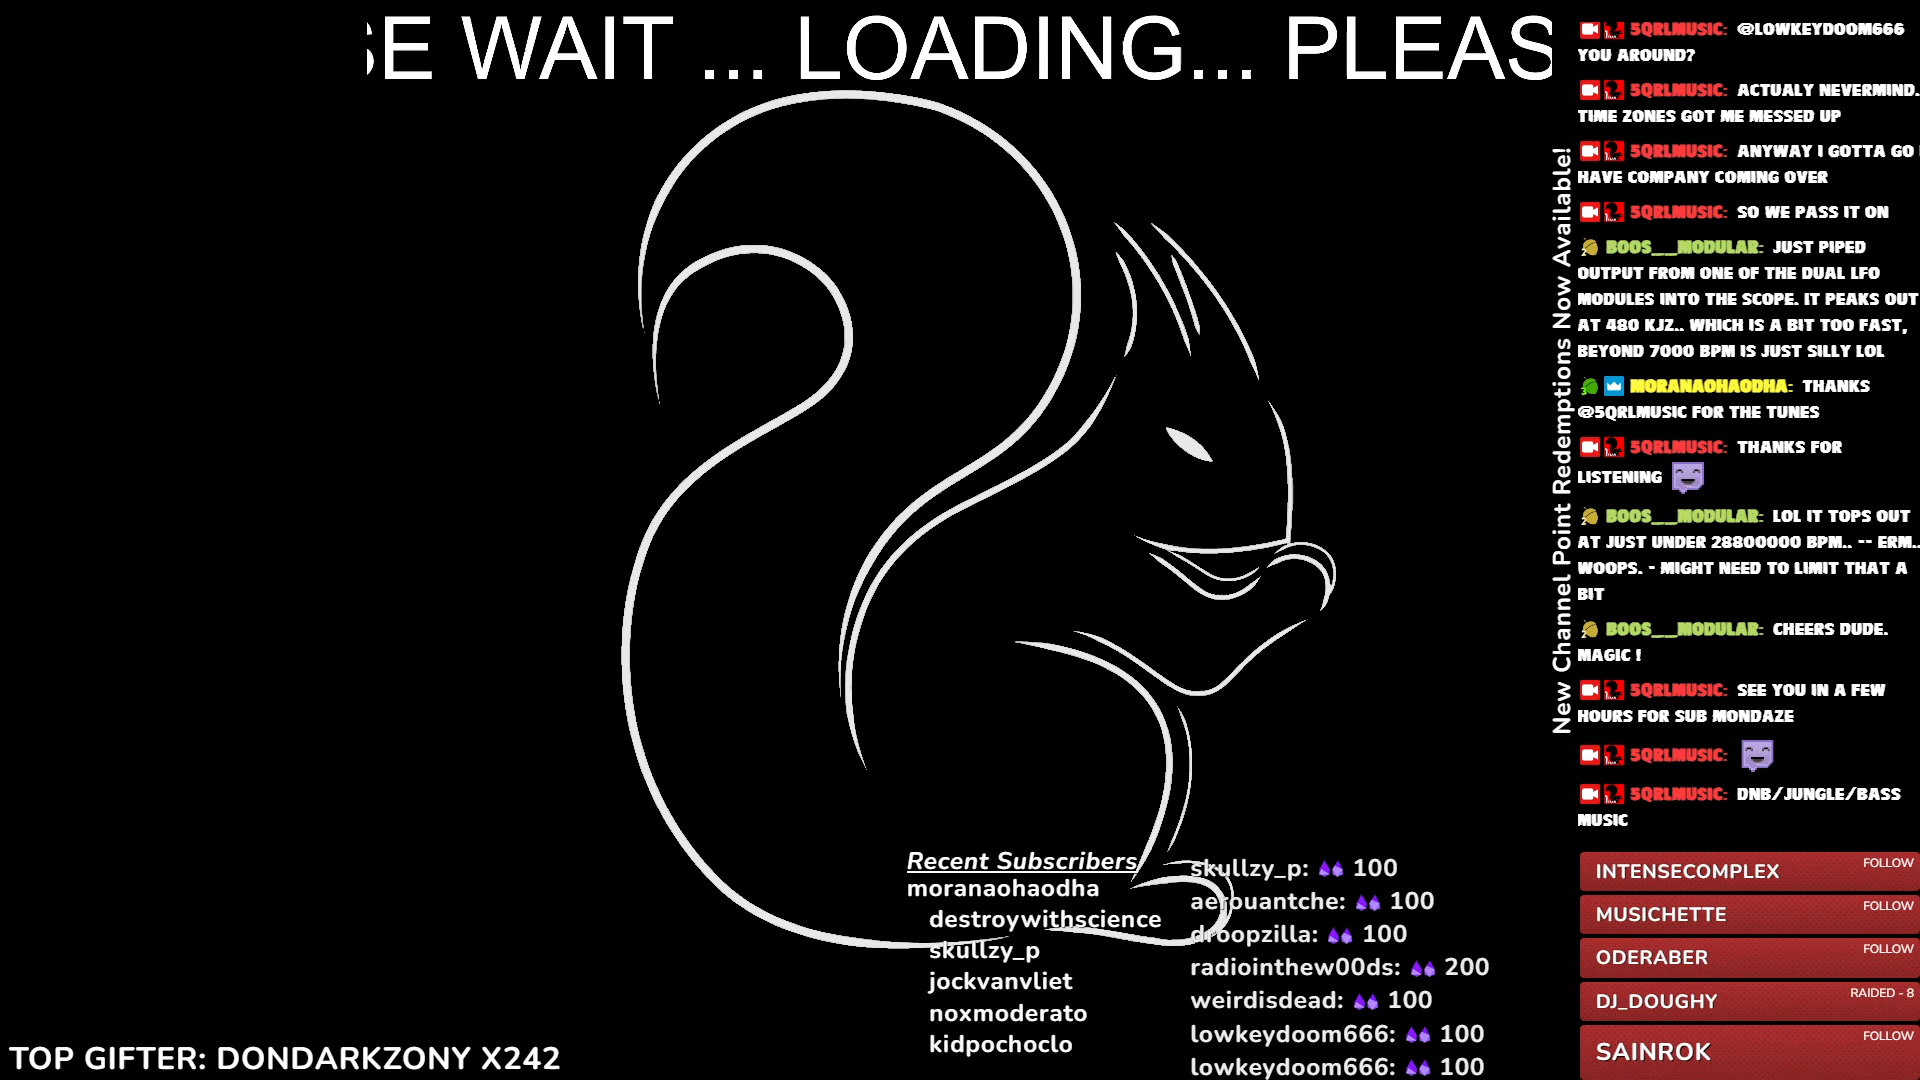 SE WAIT ... LOADING... PLEAS
5QRLMUSIC: @LOWKEYDOOM666
YOU AROUND?
5QRLMUSIC: ACTUALY NEVERMIND.
TIME ZONES GOT ME MESSED UP
5QRLMUSIC: ANYWAY I GOTTA GO
HAVE COMPANY COMING OVER
5QRLMUSIC: SO WE PASS IT ON
BOOS__MODULAR: JUST PIPED
OUTPUT FROM ONE OF THE DUAL LFO
MODULES INTO THE SCOPE. IT PEAKS OUT
AT 480 KJZ.. WHICH IS A BIT TOO FAST,
BEYOND 7000 BPM IS JUST SILLY LOL
MORANAOHAODHA: THANKS
@5QRLMUSIC FOR THE TUNES
5QRLMUSIC: THANKS FOR
LISTENING
BOOS__MODULAR: LOL IT TOPS OUT
AT JUST UNDER 28800000 BPM.. -- ERM..
WOOPS. - MIGHT NEED TO LIMIT THAT A
BIT
BOOS__MODULAR: CHEERS DUDE.
MAGIC !
5QRLMUSIC: SEE YOU IN A FEW
HOURS FOR SUB MONDAZE
5QRLMUSIC:
5QRLMUSIC: DNB/JUNGLE/BASS
MUSIC
New Channel Point Redemptions Now Available!
Recent Subscribers
moranaohaodha
destroywithscience
skullzy_p
jockvanvliet
noxmoderato
kidpochoclo
skullzy_p: 100
aerouantche: 100
droopzilla: 100
radiointhew00ds: 200
weirdisdead: 100
lowkeydoom666: 100
lowkeydoom666: 100
INTENSECOMPLEX FOLLOW
MUSICHETTE FOLLOW
ODERABER FOLLOW
DJ_DOUGHY RAIDED - 8
SAINROK FOLLOW
TOP GIFTER: DONDARKZONY X242